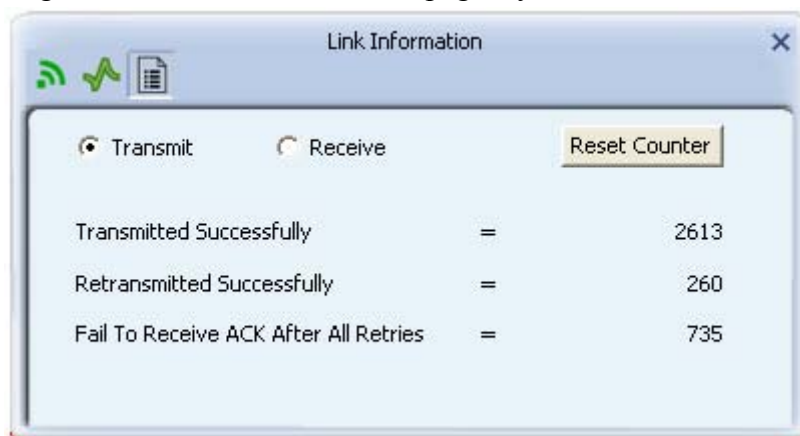 Link Information
Transmit Receive Reset Counter
Transmitted Successfully = 2613
Retransmitted Successfully = 260
Fail To Receive ACK After All Retries = 735